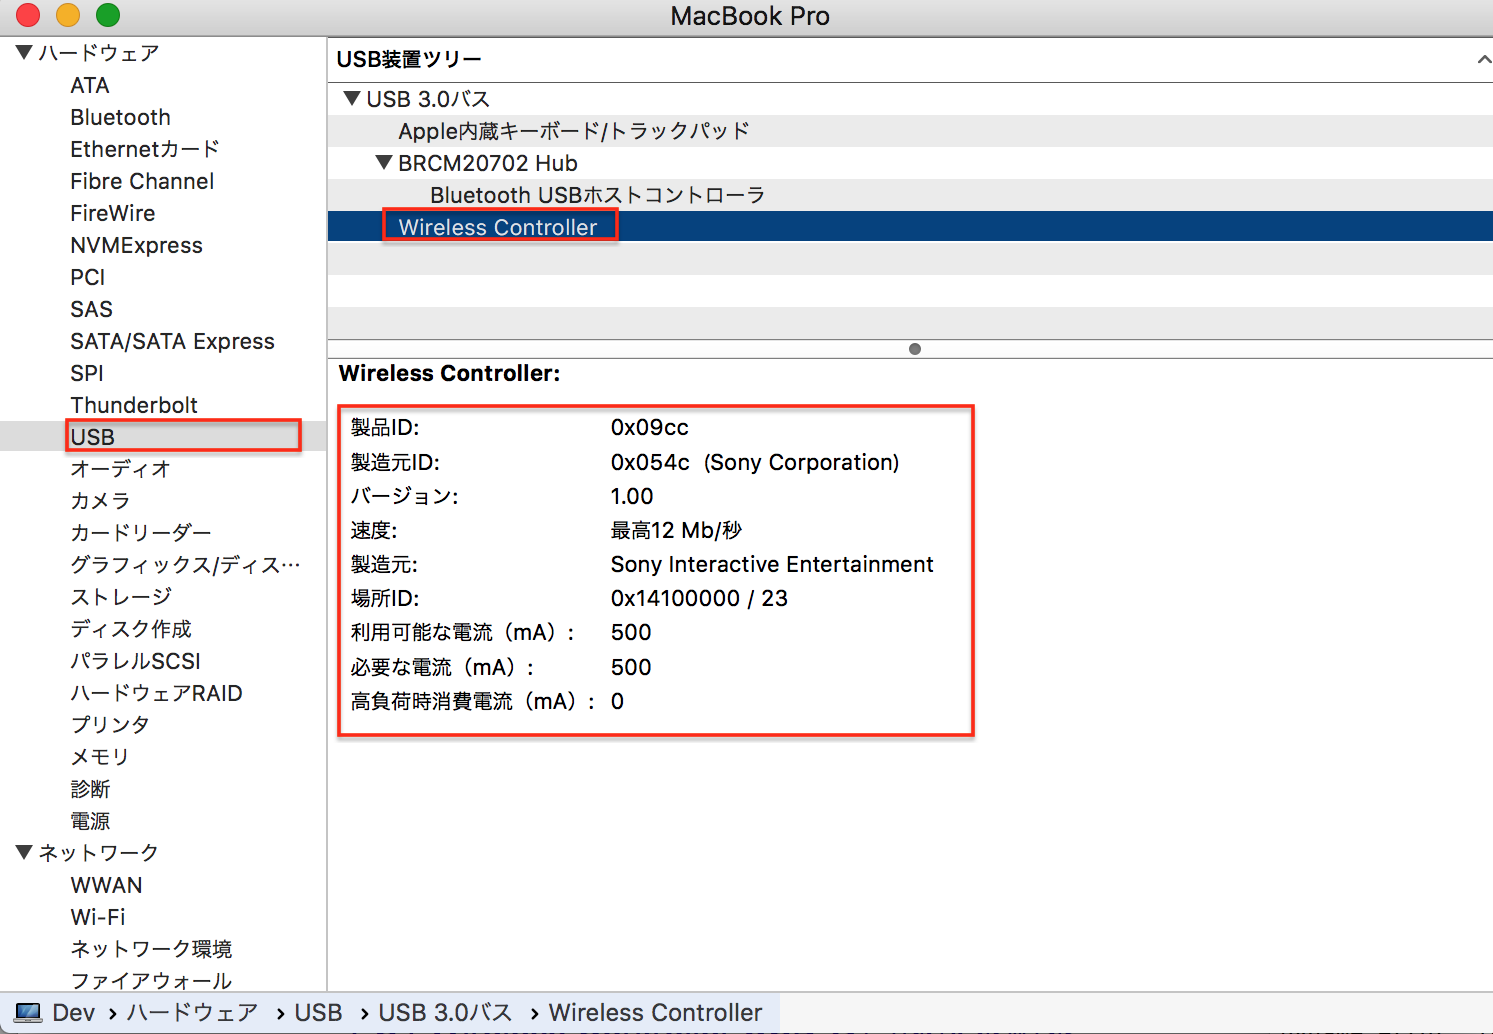 MacBook Pro
ハードウェア
ATA
Bluetooth
Ethernetカード
Fibre Channel
FireWire
NVMExpress
PCI
SAS
SATA/SATA Express
SPI
Thunderbolt
USB
オーディオ
カメラ
カードリーダー
グラフィックス/ディス…
ストレージ
ディスク作成
パラレルSCSI
ハードウェアRAID
プリンタ
メモリ
診断
電源
ネットワーク
WWAN
Wi-Fi
ネットワーク環境
ファイアウォール
USB装置ツリー
USB 3.0バス
Apple内蔵キーボード/トラックパッド
BRCM20702 Hub
Bluetooth USBホストコントローラ
Wireless Controller
Wireless Controller:
製品ID: 0x09cc
製造元ID: 0x054c (Sony Corporation)
バージョン: 1.00
速度: 最高12 Mb/秒
製造元: Sony Interactive Entertainment
場所ID: 0x14100000 / 23
利用可能な電流（mA）: 500
必要な電流（mA）: 500
高負荷時消費電流（mA）: 0
Dev › ハードウェア › USB › USB 3.0バス › Wireless Controller